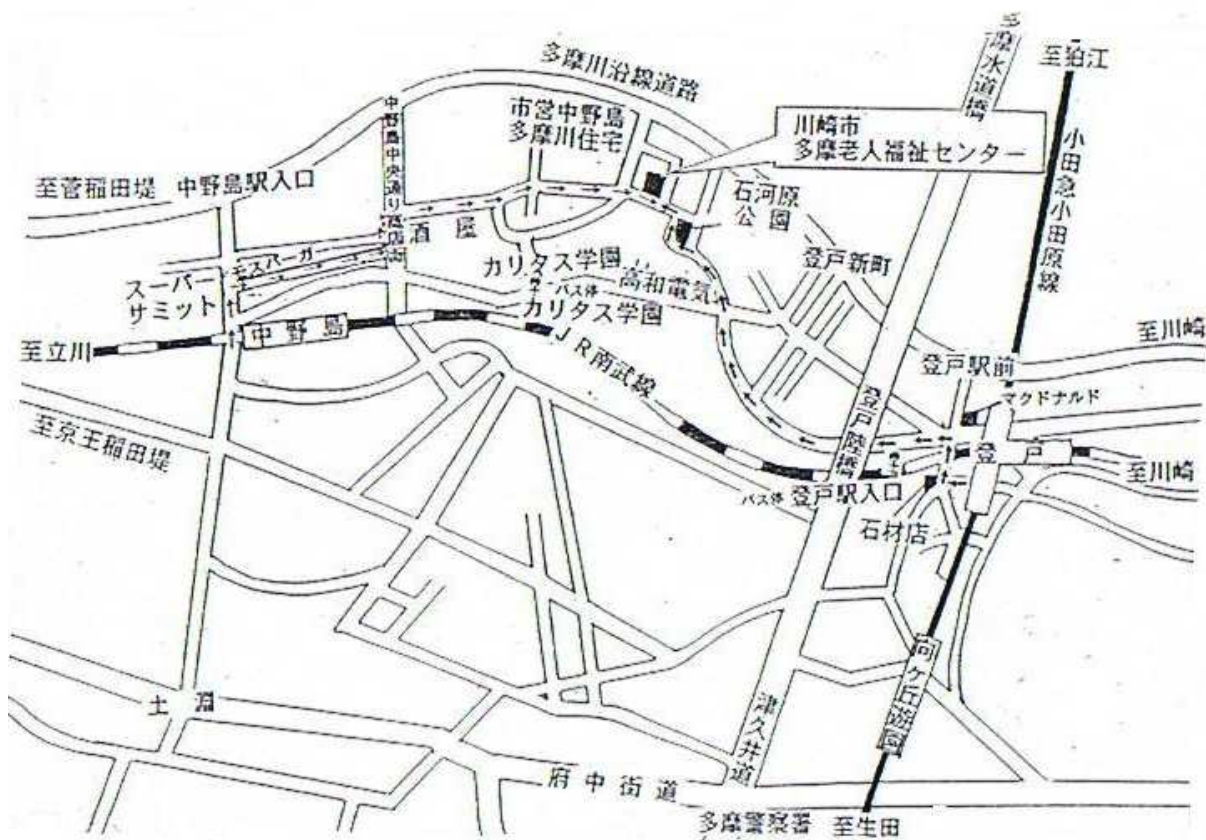 至狛江
多摩水道橋
多摩川沿線道路
市営中野島
多摩川住宅
川崎市
多摩老人福祉センター
小田急小田原線
中野島中央通り商店街
至菅稲田堤
中野島駅入口
石河原
公園
酒屋
モスバーガ
スーパー
サミット
カリタス学園
高和電気
バス停
カリタス学園
登戸新町
中野島
至立川
JR南武線
至川崎
登戸駅前
マクドナルド
至京王稲田堤
登戸陸橋
登戸
至川崎
バス停
登戸駅入口
石材店
向ヶ丘遊園
土淵
津久井道
府中街道
多摩警察署
至生田